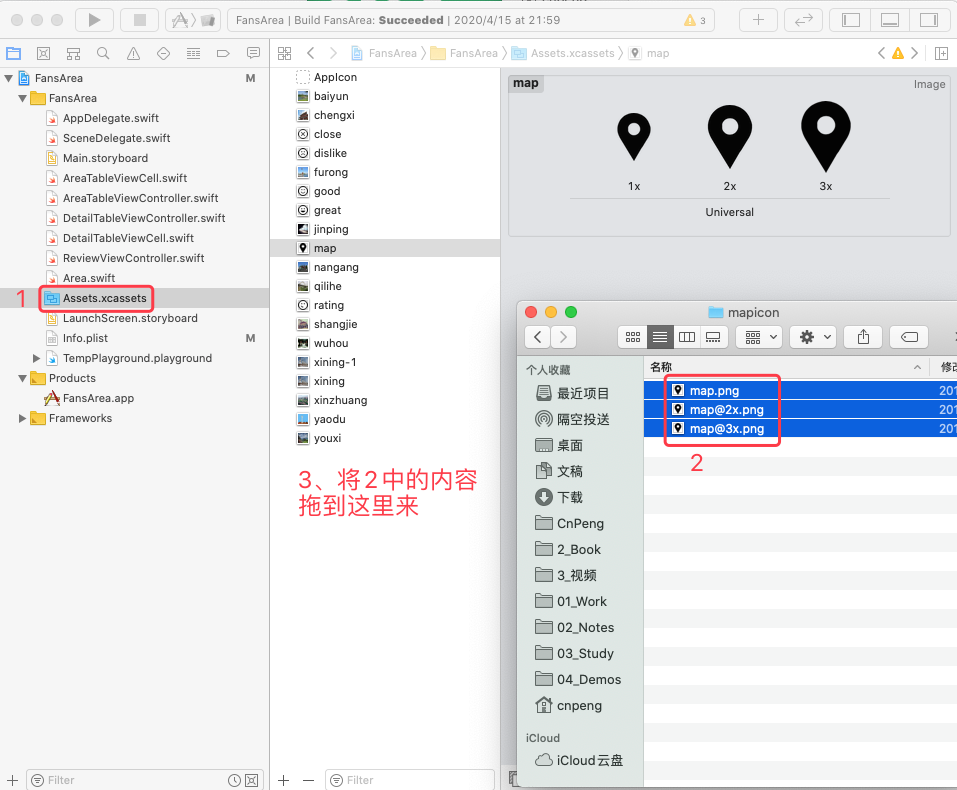 FansArea | Build FansArea: Succeeded | 2020/4/15 at 21:59
3
FansArea
FansArea
Assets.xcassets
map
FansArea
M
FansArea
AppDelegate.swift
SceneDelegate.swift
Main.storyboard
AreaTableViewCell.swift
AreaTableViewController.swift
DetailTableViewController.swift
DetailTableViewCell.swift
ReviewViewController.swift
Area.swift
1
Assets.xcassets
LaunchScreen.storyboard
Info.plist
M
TempPlayground.playground
Products
FansArea.app
Frameworks
Filter
AppIcon
baiyun
chengxi
close
dislike
furong
good
great
jinping
map
nangang
qilihe
rating
shangjie
wuhou
xining-1
xining
xinzhuang
yaodu
youxi
3、将2中的内容
拖到这里来
Filter
map
Image
1x
2x
3x
Universal
mapicon
个人收藏
最近项目
隔空投送
桌面
文稿
下载
CnPeng
2_Book
3_视频
01_Work
02_Notes
03_Study
04_Demos
cnpeng
iCloud
iCloud云盘
名称
修改
map.png
201
map@2x.png
201
map@3x.png
201
2